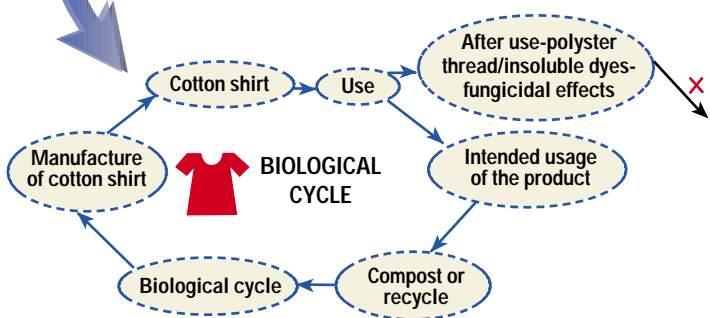 Cotton shirt
Use
After use-polyster
thread/insoluble dyes-
fungicidal effects
Manufacture
of cotton shirt
BIOLOGICAL
CYCLE
Intended usage
of the product
Biological cycle
Compost or
recycle